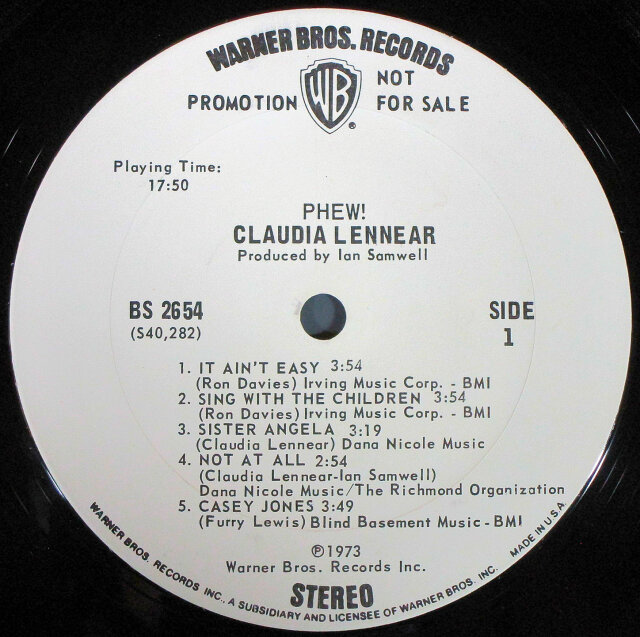 WARNER BROS. RECORDS
PROMOTION WB NOT FOR SALE
®
Playing Time:
17:50
PHEW!
CLAUDIA LENNEAR
Produced by Ian Samwell
BS 2654
(S40,282)
SIDE
1
1. IT AIN'T EASY 3:54
(Ron Davies) Irving Music Corp. - BMI
2. SING WITH THE CHILDREN 3:54
(Ron Davies) Irving Music Corp. - BMI
3. SISTER ANGELA 3:19
(Claudia Lennear) Dana Nicole Music
4. NOT AT ALL 2:54
(Claudia Lennear-Ian Samwell)
Dana Nicole Music/The Richmond Organization
5. CASEY JONES 3:49
(Furry Lewis) Blind Basement Music - BMI
℗1973
Warner Bros. Records Inc.
STEREO
WARNER BROS. RECORDS INC., A SUBSIDIARY AND LICENSEE OF WARNER BROS. INC. MADE IN U.S.A.